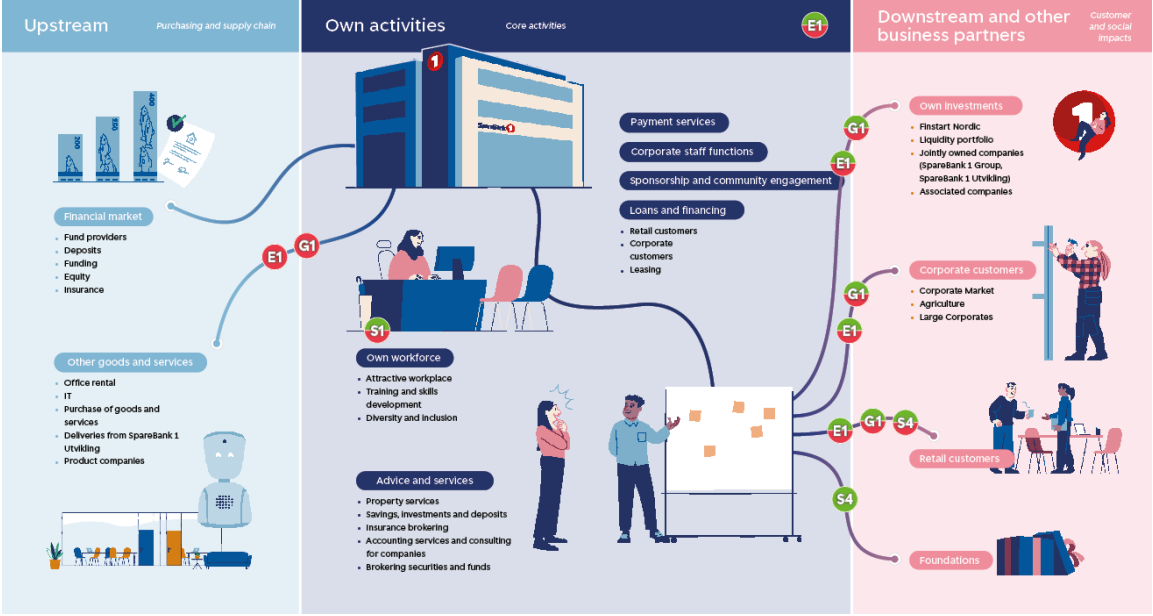 Upstream
Purchasing and supply chain
200
350
400
Financial market
Fund providers
Deposits
Funding
Equity
Insurance
E1
G1
Other goods and services
Office rental
IT
Purchase of goods and
services
Deliveries from SpareBank 1
Utvikling
Product companies
Own activities
Core activities
E1
1
SpareBank 1
Payment services
Corporate staff functions
Sponsorship and community engagement
Loans and financing
Retail customers
Corporate
customers
Leasing
S1
Own workforce
Attractive workplace
Training and skills
development
Diversity and inclusion
Advice and services
Property services
Savings, investments and deposits
Insurance brokering
Accounting services and consulting
for companies
Brokering securities and funds
Downstream and other
business partners
Customer
and social
impacts
G1
E1
Own investments
Finstart Nordic
Liquidity portfolio
Jointly owned companies
(SpareBank 1 Group,
SpareBank 1 Utvikling)
Associated companies
1
G1
E1
Corporate customers
Corporate Market
Agriculture
Large Corporates
E1
G1
S4
Retail customers
S4
Foundations